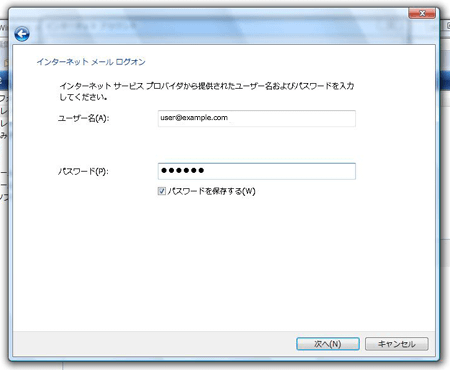 インターネット メール ログオン
インターネット サービス プロバイダから提供されたユーザー名およびパスワードを入力
してください。
ユーザー名(A):
user@example.com
パスワード(P):
●●●●●●
パスワードを保存する(W)
次へ(N)
キャンセル